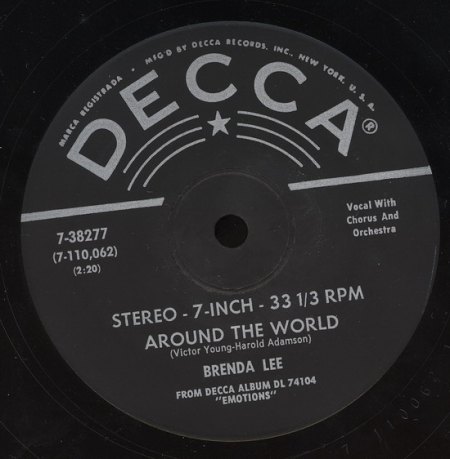 MARCA REGISTRADA • MFG'D BY DECCA RECORDS, INC., NEW YORK, U. S. A.
DECCA®
Vocal With
Chorus And
Orchestra
7-38277
(7-110,062)
(2:20)
STEREO - 7-INCH - 33 1/3 RPM
AROUND THE WORLD
(Victor Young-Harold Adamson)
BRENDA LEE
FROM DECCA ALBUM DL 74104
"EMOTIONS"